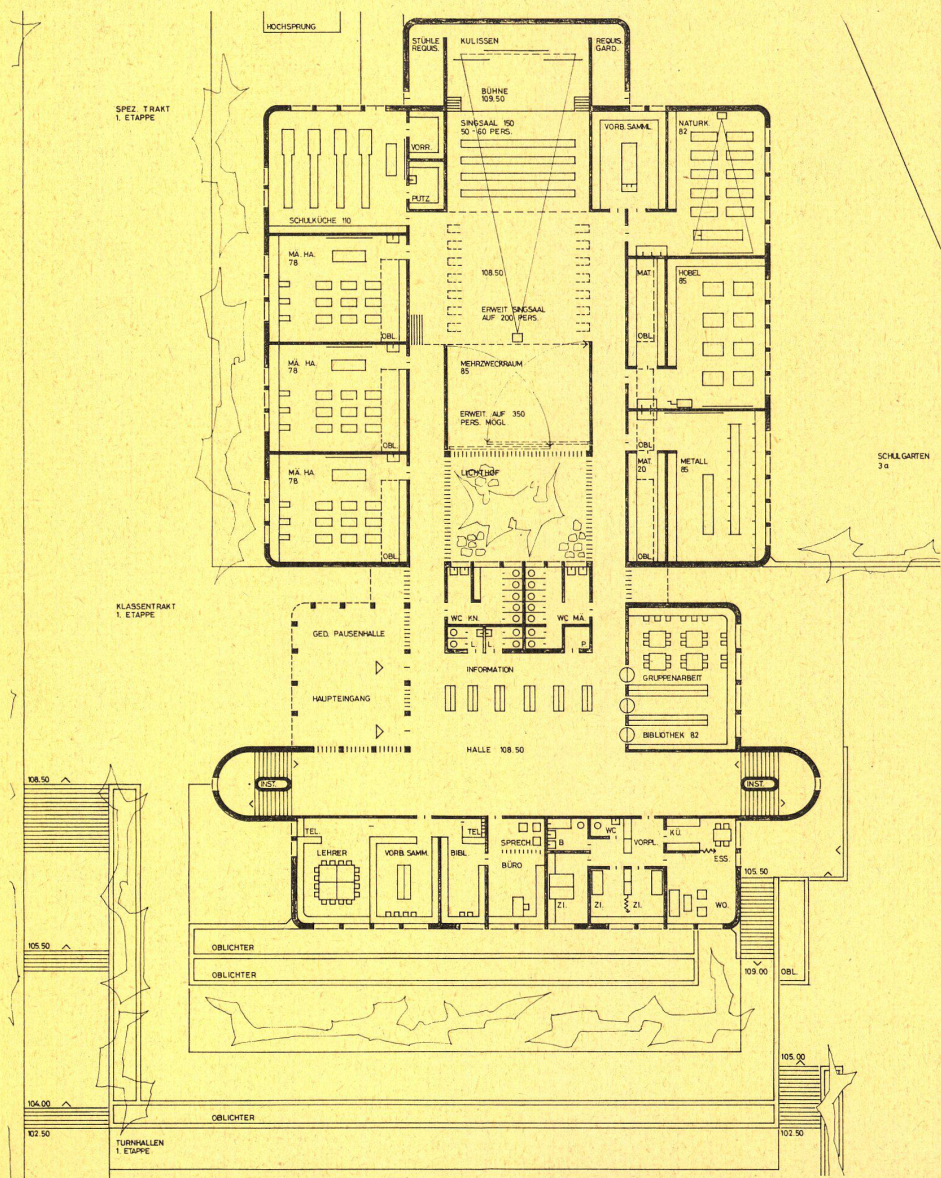 HOCHSPRUNG
STÜHLE
REQUIS.
KULISSEN
REQUIS.
GARD.
BÜHNE
109.50
SPEZ. TRAKT
1. ETAPPE
SINGSAAL 150
50 - 60 PERS.
VORB. SAMML.
NATURK.
82
VORR.
PUTZ
SCHULKÜCHE 110
MÄ. HA.
78
OBL.
108.50
ERWEIT. SINGSAAL
AUF 200 PERS.
MAT.
OBL.
HOBEL
85
MÄ. HA.
78
OBL.
MEHRZWECKRAUM
85
ERWEIT. AUF 350
PERS. MÖGL.
OBL.
MÄ. HA.
78
OBL.
LICHTHOF
MAT.
20
OBL.
METALL
85
SCHULGARTEN
3 a
KLASSENTRAKT
1. ETAPPE
GED. PAUSENHALLE
WC KN.
WC MÄ.
L.
L.
P.
HAUPTEINGANG
INFORMATION
GRUPPENARBEIT
BIBLIOTHEK 82
HALLE 108.50
INST.
INST.
108.50
TEL.
LEHRER
VORB. SAMM.
BIBL.
TEL.
SPRECH.
BÜRO
B.
WC
VORPL.
KÜ.
ESS.
ZI.
ZI.
ZI.
WO.
105.50
105.50
OBLICHTER
OBLICHTER
109.00
OBL.
105.00
104.00
OBLICHTER
102.50
102.50
TURNHALLEN
1. ETAPPE